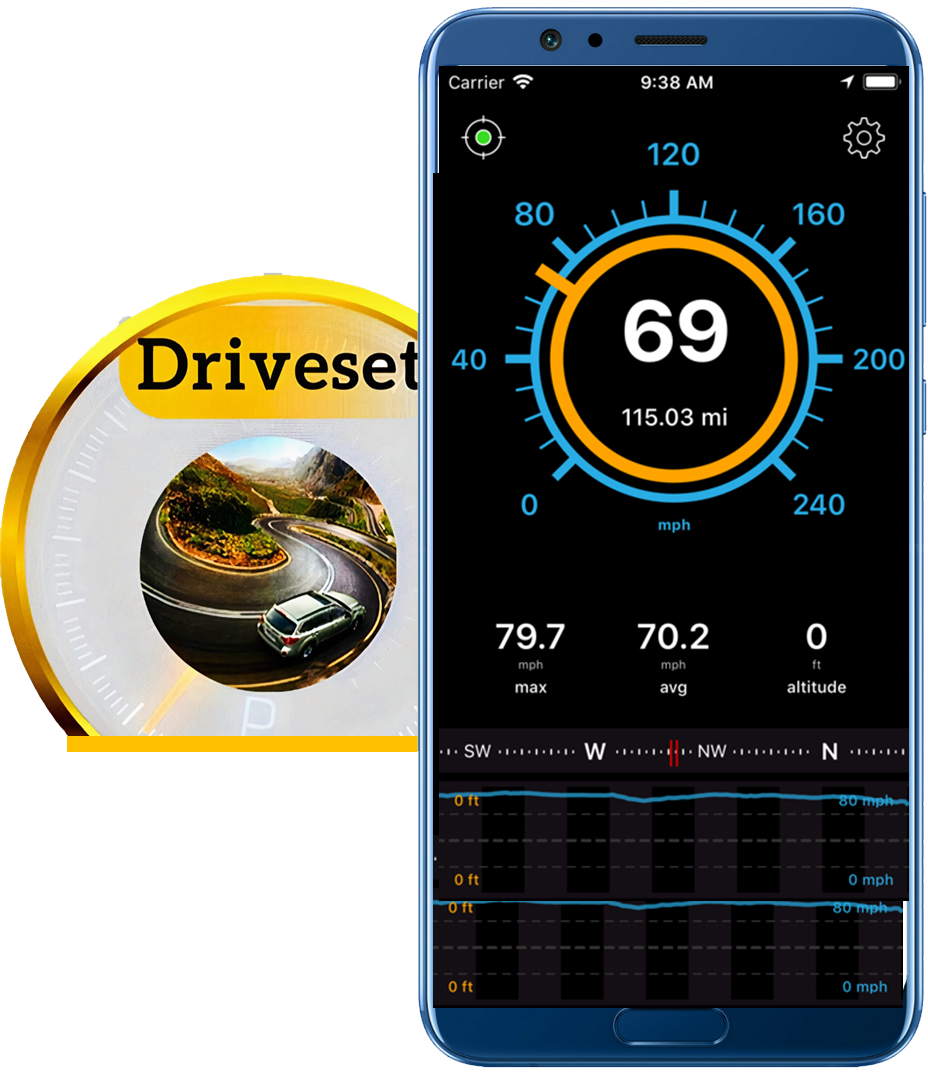 Carrier 9:38 AM
120
80 160
69
40 200
115.03 mi
0 240
mph
79.7 70.2 0
mph mph ft
max avg altitude
SW W NW N
0 ft 80 mph
0 ft 0 mph
0 ft 80 mph
0 ft 0 mph
Driveset
P